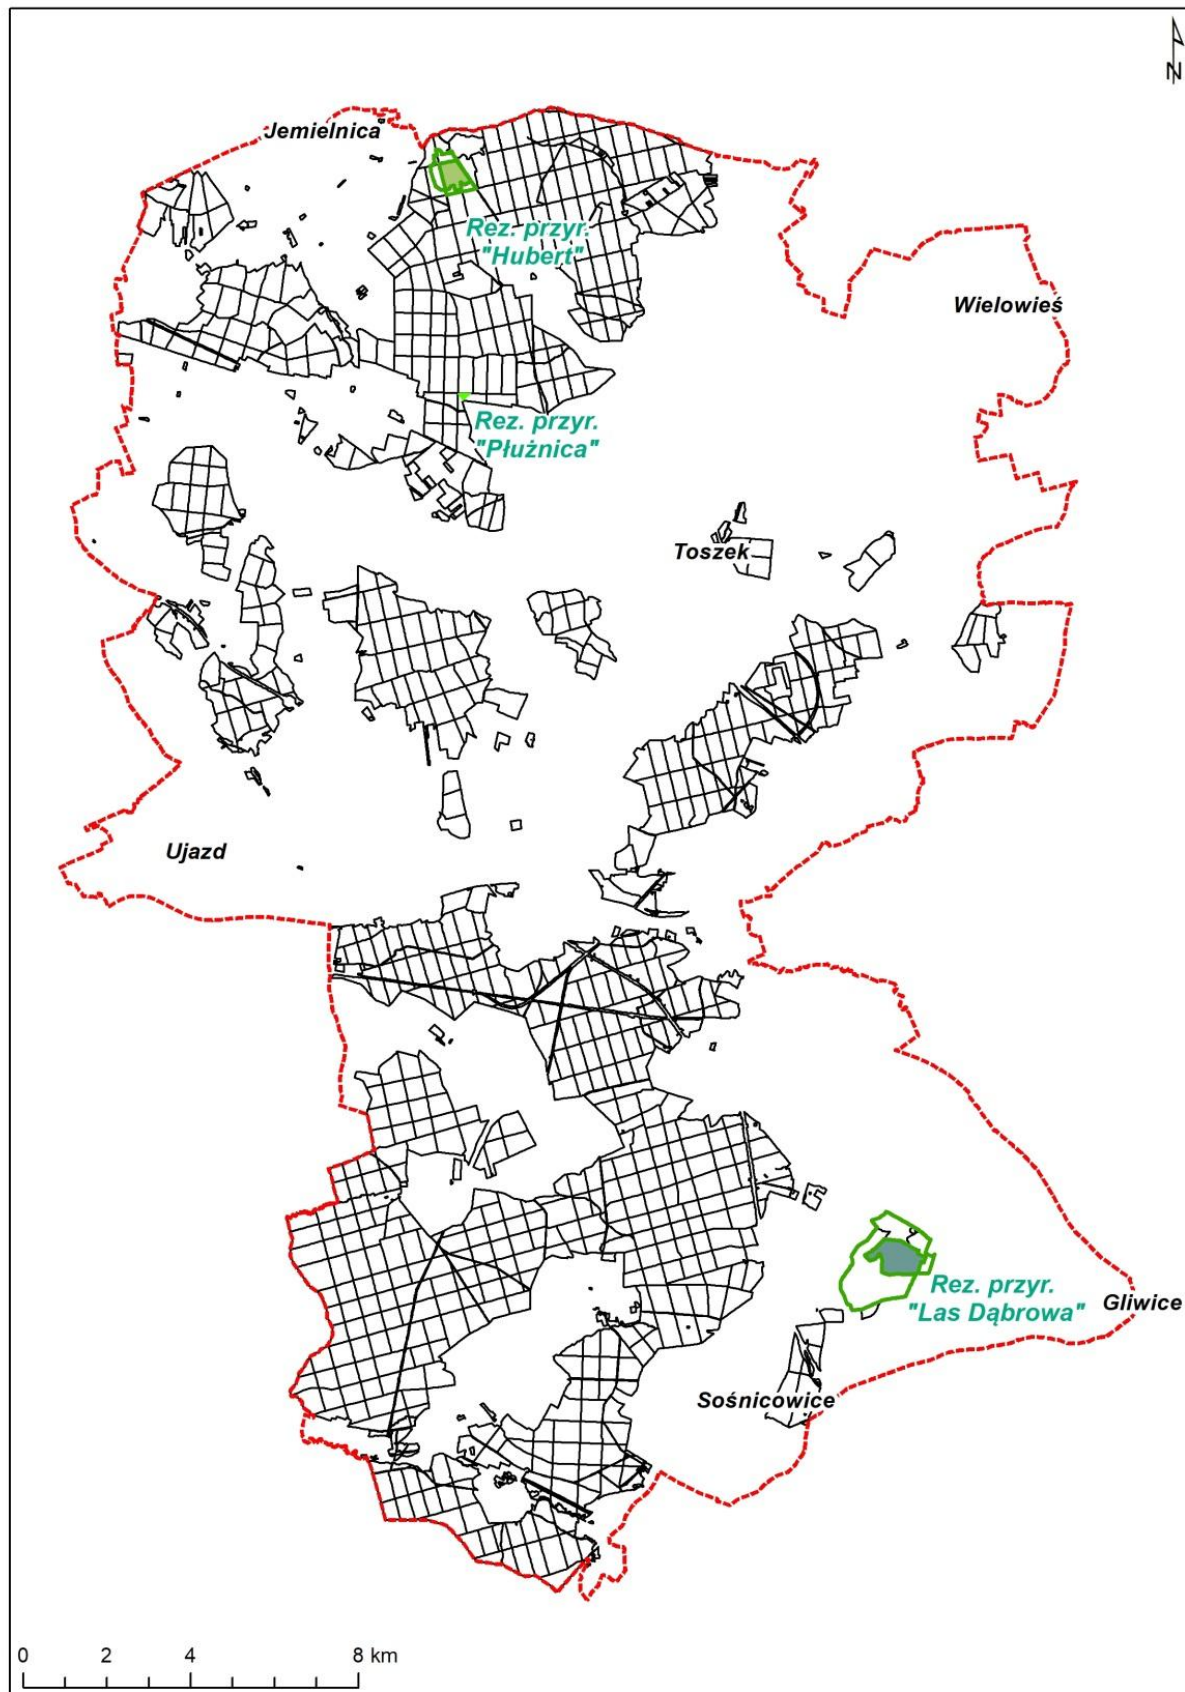 N
Jemielnica
Rez. przyr.
"Hubert"
Wielowieś
Rez. przyr.
"Płużnica"
Toszek
Ujazd
Rez. przyr.
"Las Dąbrowa"
Gliwice
Sośnicowice
0 2 4 8 km